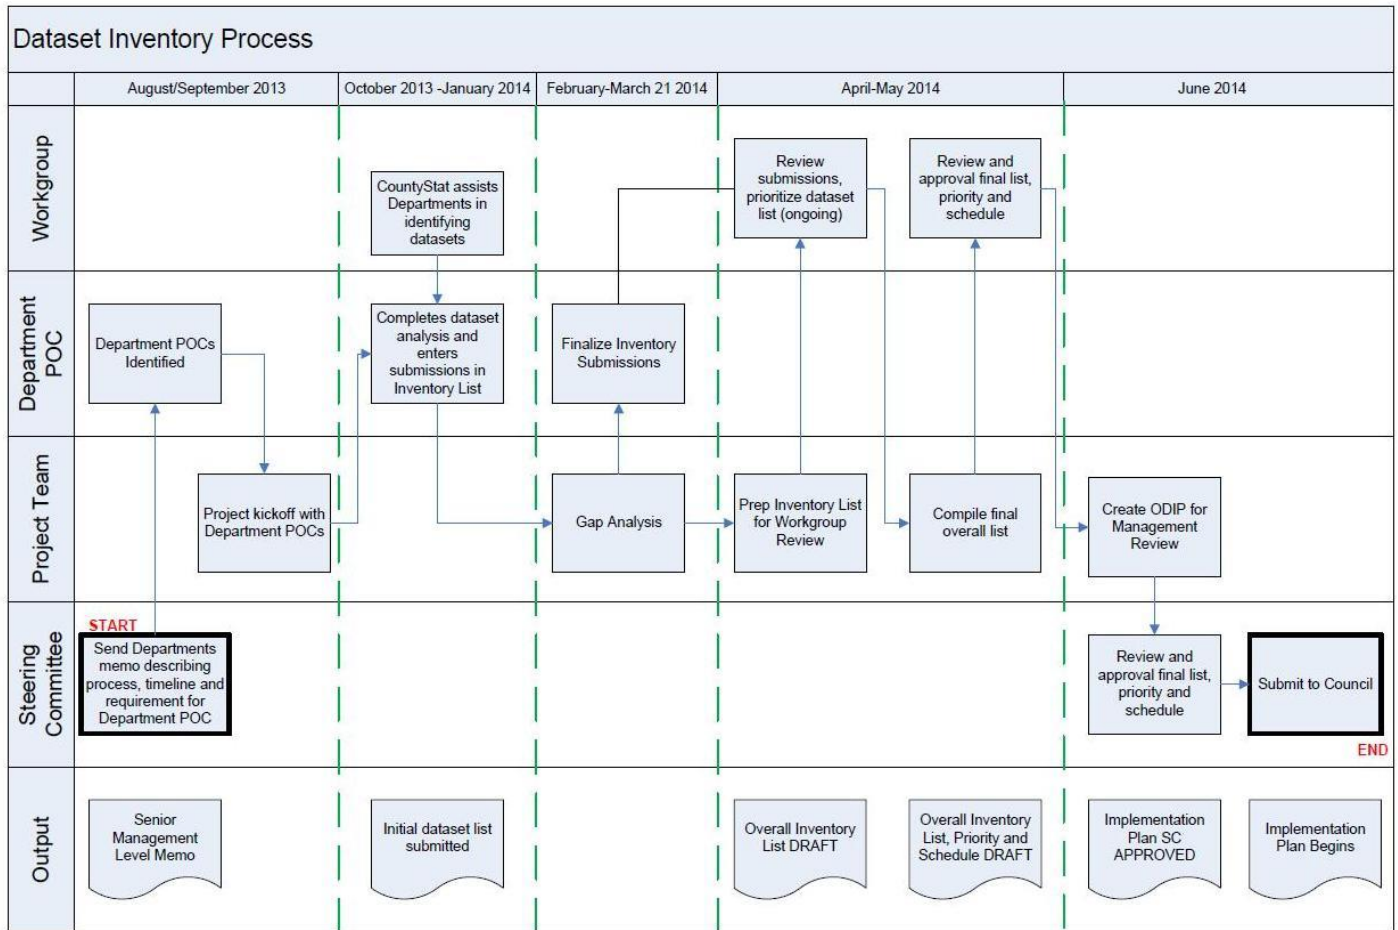 Dataset Inventory Process
August/September 2013
October 2013 -January 2014
February-March 21 2014
April-May 2014
June 2014
Workgroup
CountyStat assists
Departments in
identifying
datasets
Review
submissions,
prioritize dataset
list (ongoing)
Review and
approval final list,
priority and
schedule
Department
POC
Department POCs
Identified
Completes dataset
analysis and
enters
submissions in
Inventory List
Finalize Inventory
Submissions
Project Team
Project kickoff with
Department POCs
Gap Analysis
Prep Inventory List
for Workgroup
Review
Compile final
overall list
Create ODIP for
Management
Review
Steering
Committee
START
Send Departments
memo describing
process, timeline and
requirement for
Department POC
Review and
approval final list,
priority and
schedule
Submit to Council
END
Output
Senior
Management
Level Memo
Initial dataset list
submitted
Overall Inventory
List DRAFT
Overall Inventory
List, Priority and
Schedule DRAFT
Implementation
Plan SC
APPROVED
Implementation
Plan Begins